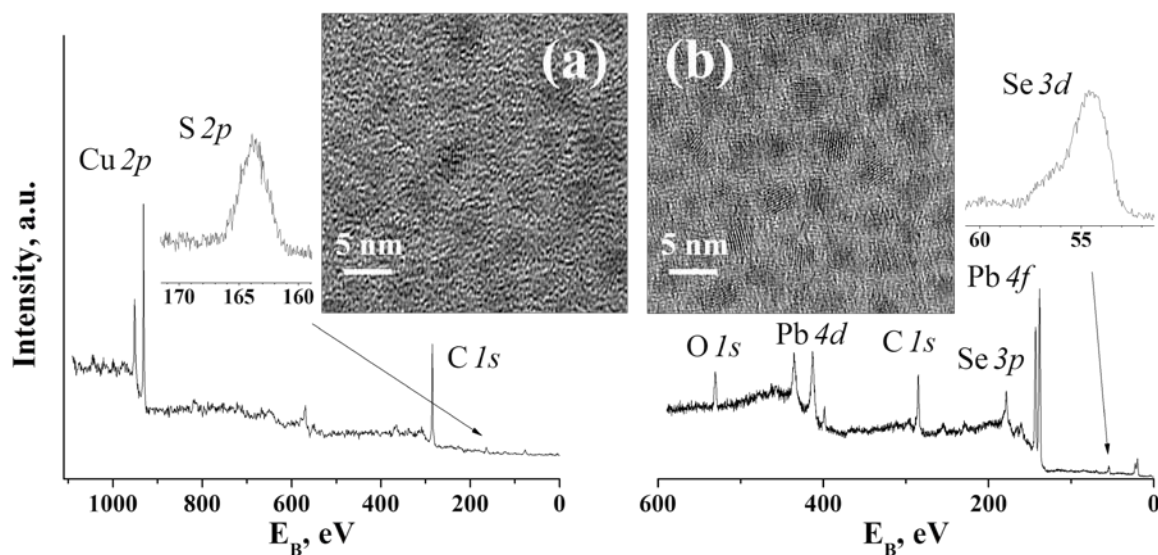 Intensity, a.u.
(a)
S 2p
Cu 2p
5 nm
170 165 160
C 1s
1000 800 600 400 200 0
E_B, eV
(b)
Se 3d
5 nm
60 55
Pb 4f
O 1s
Pb 4d
C 1s
Se 3p
600 400 200 0
E_B, eV